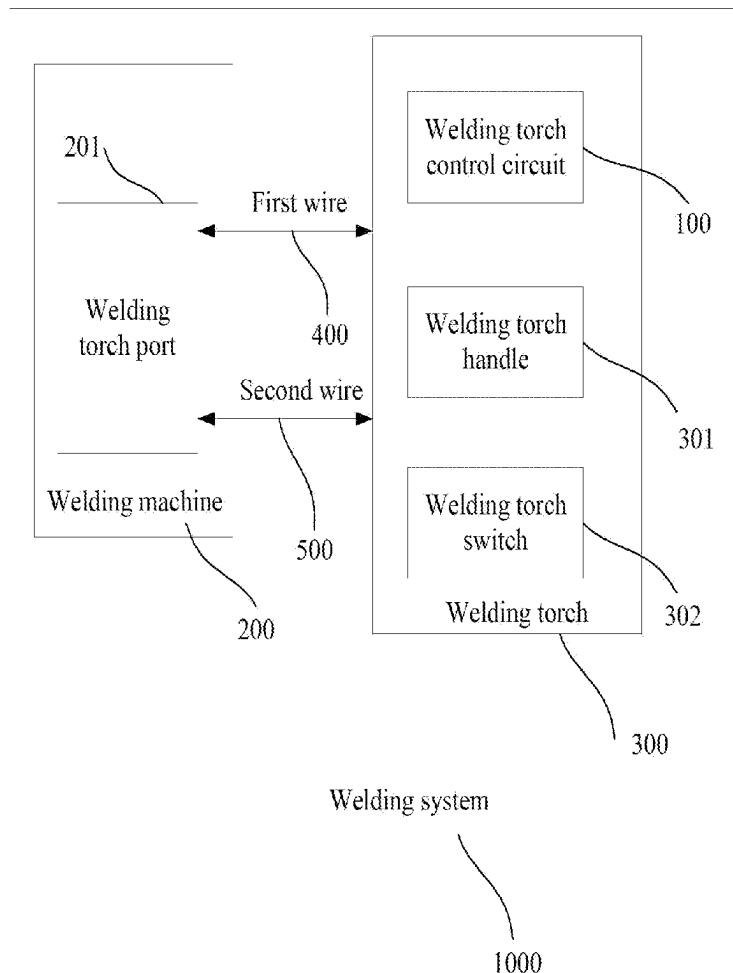 201
Welding
torch port
Welding machine
200
First wire
400
Second wire
500
Welding torch
control circuit
100
Welding torch
handle
301
Welding torch
switch
302
Welding torch
300
Welding system
1000